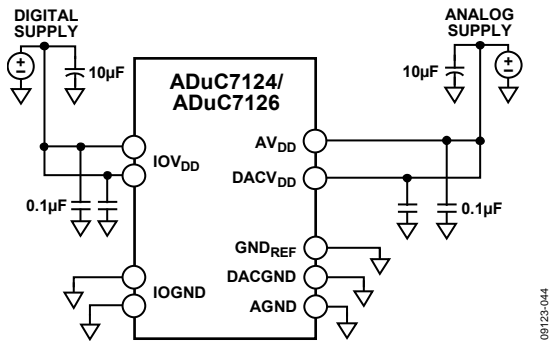 DIGITAL
SUPPLY
ANALOG
SUPPLY
10µF
10µF
ADuC7124/
ADuC7126
AVDD
IOVDD
DACVDD
0.1µF
0.1µF
GNDREF
DACGND
IOGND
AGND
09123-044